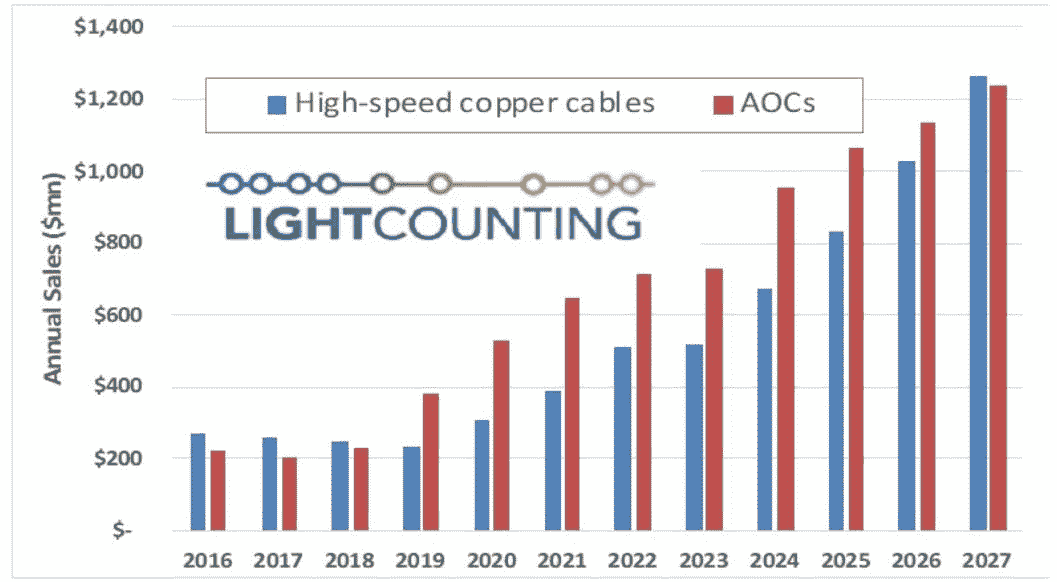 $1,400
High-speed copper cables AOCs
$1,200
$1,000
LIGHTCOUNTING
$800
$600
$400
$200
$-
Annual Sales ($mn)
2016 2017 2018 2019 2020 2021 2022 2023 2024 2025 2026 2027